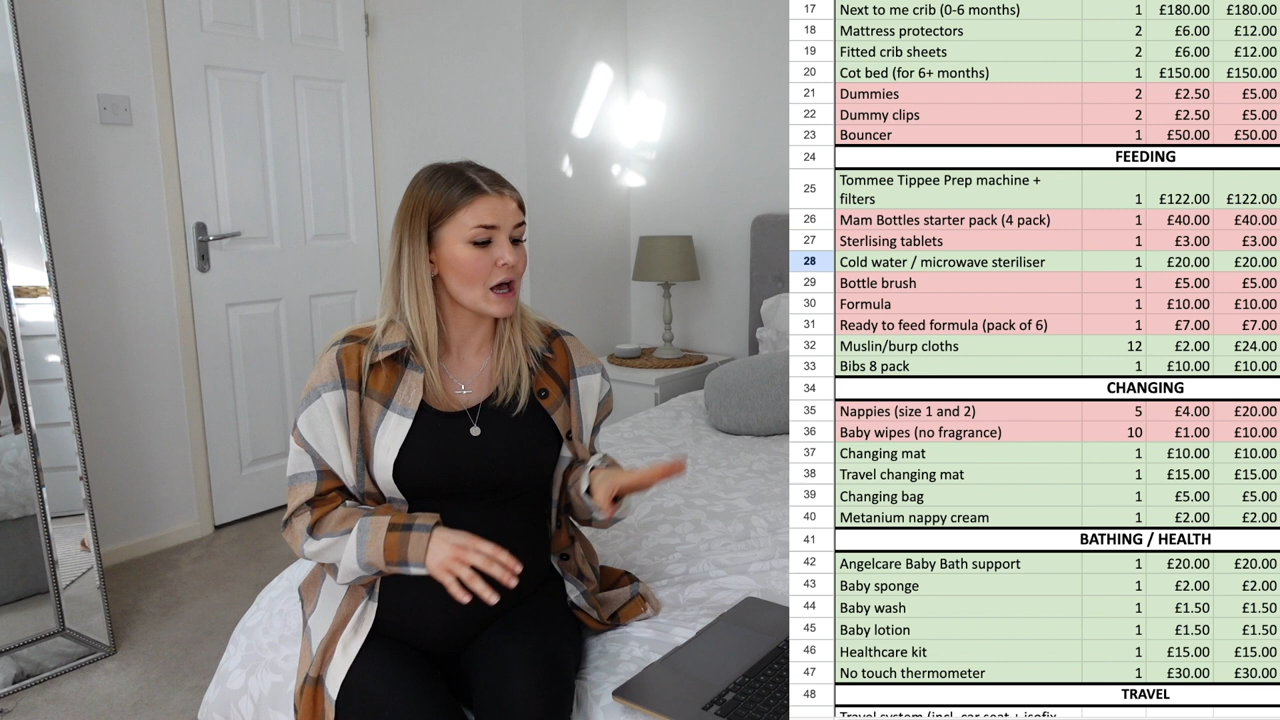 17 Next to me crib (0-6 months) 1 £180.00 £180.00
18 Mattress protectors 2 £6.00 £12.00
19 Fitted crib sheets 2 £6.00 £12.00
20 Cot bed (for 6+ months) 1 £150.00 £150.00
21 Dummies 2 £2.50 £5.00
22 Dummy clips 2 £2.50 £5.00
23 Bouncer 1 £50.00 £50.00
24 FEEDING
Tommee Tippee Prep machine +
25 filters 1 £122.00 £122.00
26 Mam Bottles starter pack (4 pack) 1 £40.00 £40.00
27 Sterlising tablets 1 £3.00 £3.00
28 Cold water / microwave steriliser 1 £20.00 £20.00
29 Bottle brush 1 £5.00 £5.00
30 Formula 1 £10.00 £10.00
31 Ready to feed formula (pack of 6) 1 £7.00 £7.00
32 Muslin/burp cloths 12 £2.00 £24.00
33 Bibs 8 pack 1 £10.00 £10.00
34 CHANGING
35 Nappies (size 1 and 2) 5 £4.00 £20.00
36 Baby wipes (no fragrance) 10 £1.00 £10.00
37 Changing mat 1 £10.00 £10.00
38 Travel changing mat 1 £15.00 £15.00
39 Changing bag 1 £5.00 £5.00
40 Metanium nappy cream 1 £2.00 £2.00
41 BATHING / HEALTH
42 Angelcare Baby Bath support 1 £20.00 £20.00
43 Baby sponge 1 £2.00 £2.00
44 Baby wash 1 £1.50 £1.50
45 Baby lotion 1 £1.50 £1.50
46 Healthcare kit 1 £15.00 £15.00
47 No touch thermometer 1 £30.00 £30.00
48 TRAVEL
Travel system (incl. car seat + isofix